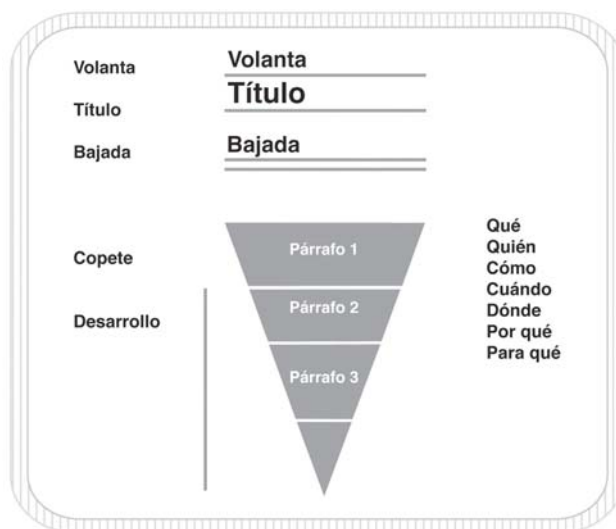 Volanta Volanta
Título Título
Bajada Bajada
Copete Párrafo 1
Desarrollo Párrafo 2
Párrafo 3
Qué
Quién
Cómo
Cuándo
Dónde
Por qué
Para qué